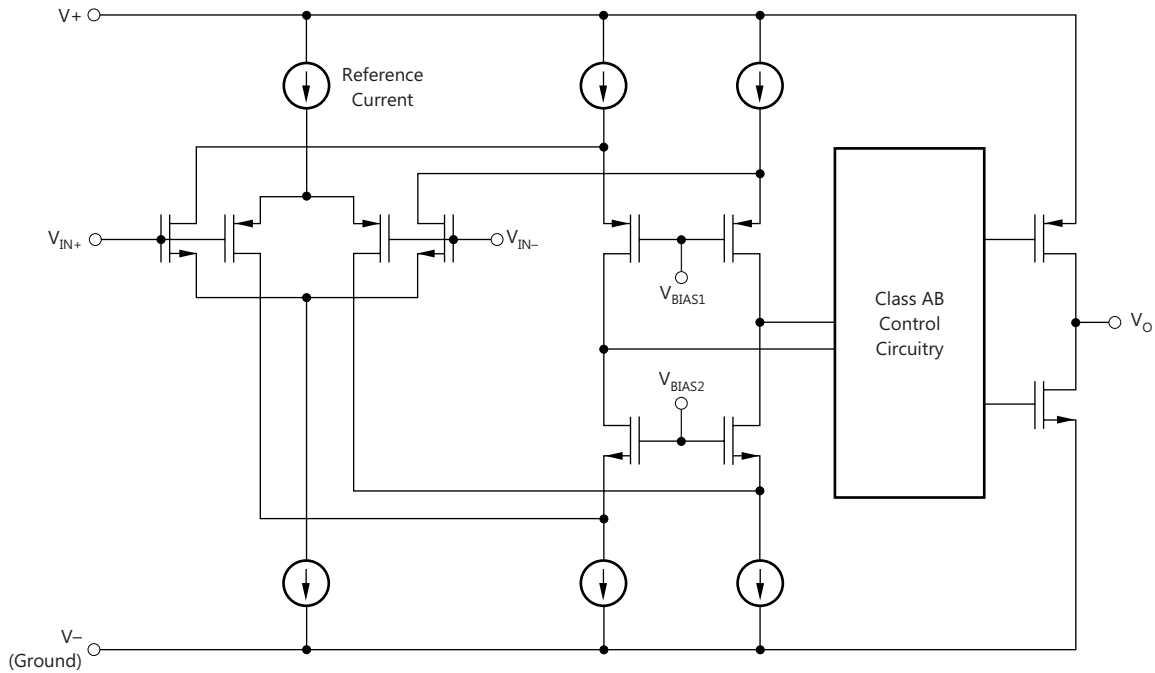 V+
Reference
Current
VIN+
VIN–
VBIAS1
VBIAS2
Class AB
Control
Circuitry
VO
V–
(Ground)